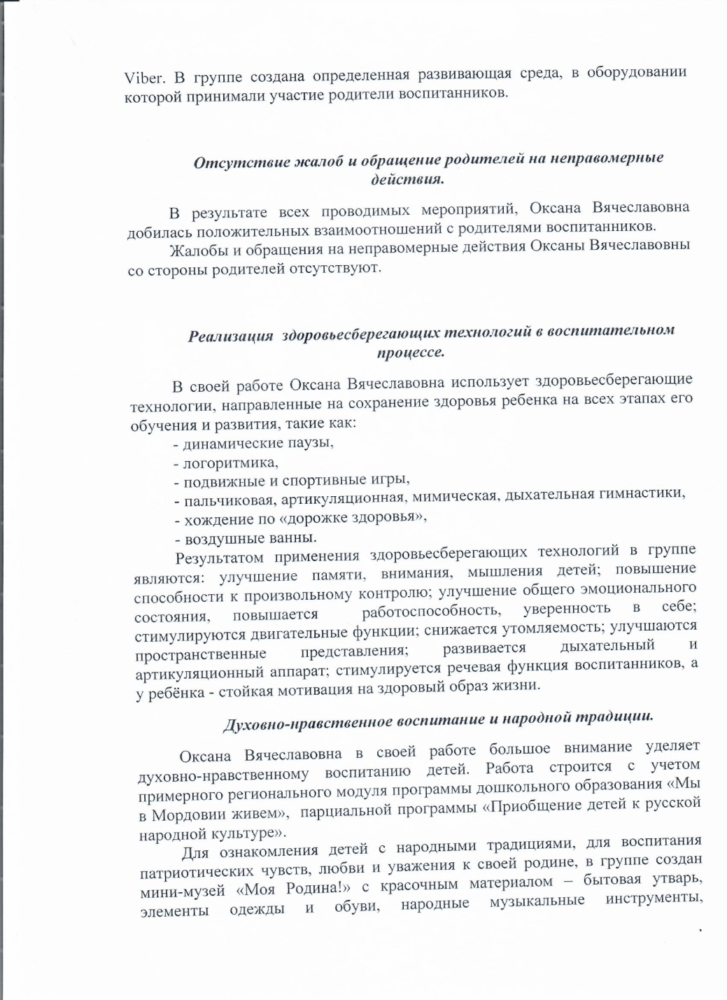 Viber. В группе создана определенная развивающая среда, в оборудовании
которой принимали участие родители воспитанников.
Отсутствие жалоб и обращение родителей на неправомерные
действия.
В результате всех проводимых мероприятий, Оксана Вячеславовна
добилась положительных взаимоотношений с родителями воспитанников.
Жалобы и обращения на неправомерные действия Оксаны Вячеславовны
со стороны родителей отсутствуют.
Реализация здоровьесберегающих технологий в воспитательном
процессе.
В своей работе Оксана Вячеславовна использует здоровьесберегающие
технологии, направленные на сохранение здоровья ребенка на всех этапах его
обучения и развития, такие как:
- динамические паузы,
- логоритмика,
- подвижные и спортивные игры,
- пальчиковая, артикуляционная, мимическая, дыхательная гимнастики,
- хождение по «дорожке здоровья»,
- воздушные ванны.
Результатом применения здоровьесберегающих технологий в группе
являются: улучшение памяти, внимания, мышления детей; повышение
способности к произвольному контролю; улучшение общего эмоционального
состояния, повышается работоспособность, уверенность в себе;
стимулируются двигательные функции; снижается утомляемость; улучшаются
пространственные представления; развивается дыхательный и
артикуляционный аппарат; стимулируется речевая функция воспитанников, а
у ребёнка - стойкая мотивация на здоровый образ жизни.
Духовно-нравственное воспитание и народной традиции.
Оксана Вячеславовна в своей работе большое внимание уделяет
духовно-нравственному воспитанию детей. Работа строится с учетом
примерного регионального модуля программы дошкольного образования «Мы
в Мордовии живем», парциальной программы «Приобщение детей к русской
народной культуре».
Для ознакомления детей с народными традициями, для воспитания
патриотических чувств, любви и уважения к своей родине, в группе создан
мини-музей «Моя Родина!» с красочным материалом – бытовая утварь,
элементы одежды и обуви, народные музыкальные инструменты,